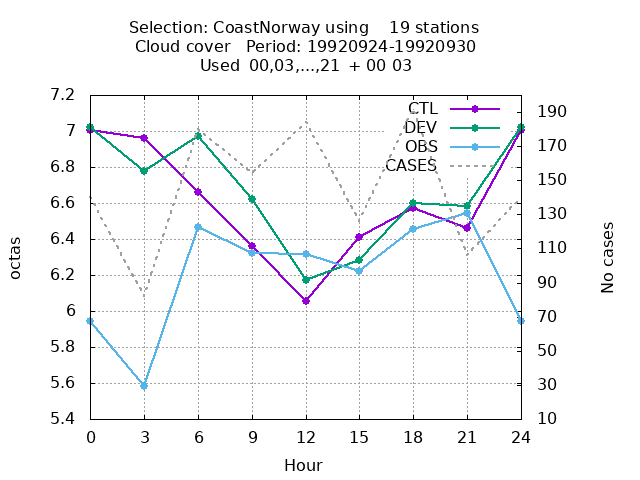 Selection: CoastNorway using 19 stations
Cloud cover Period: 19920924-19920930
Used 00,03,...,21 + 00 03
7.2
7
6.8
6.6
6.4
6.2
6
5.8
5.6
5.4
octas
CTL
DEV
OBS
CASES
190
170
150
130
110
90
70
50
30
10
No cases
0 3 6 9 12 15 18 21 24
Hour